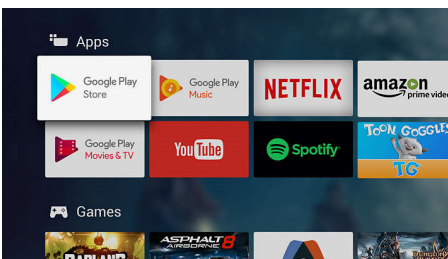 Apps
Google Play
Store
Google Play
Music
NETFLIX
amazon
prime video
Google Play
Movies & TV
YouTube
Spotify
TOON GOGGLES
TG
Games
BADLAND
ASPHALT 8
AIRBORNE